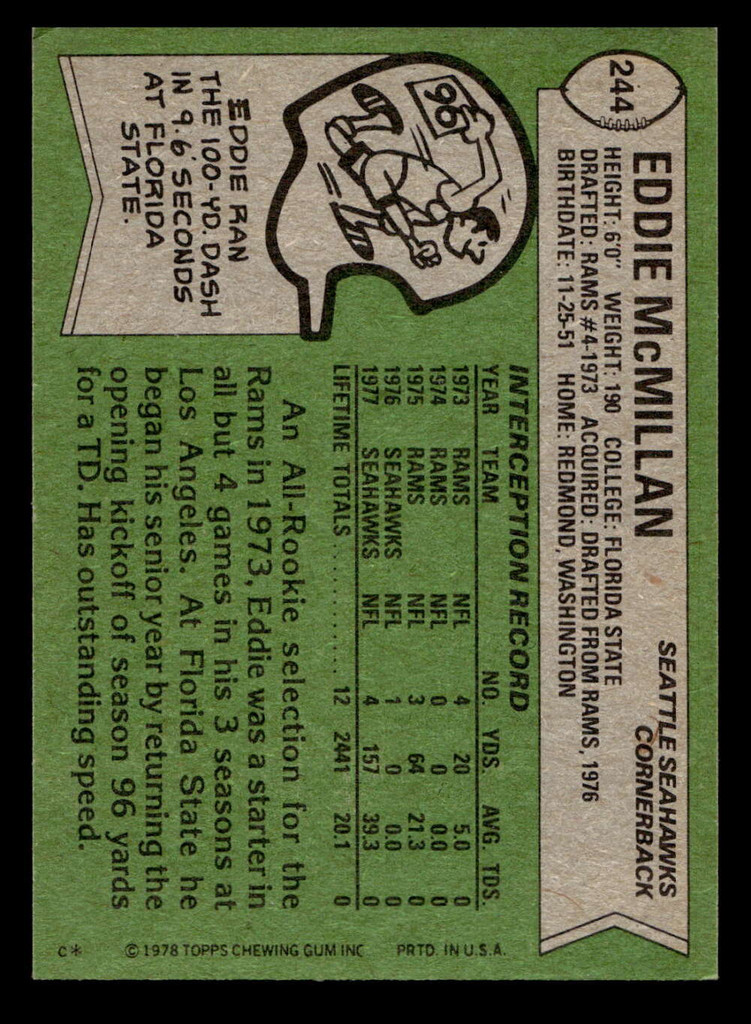 244
EDDIE McMILLAN
SEATTLE SEAHAWKS
CORNERBACK
HEIGHT: 6'0" WEIGHT: 190 COLLEGE: FLORIDA STATE
DRAFTED: RAMS #4-1973 ACQUIRED: DRAFTED FROM RAMS, 1976
BIRTHDATE: 11-25-51 HOME: REDMOND, WASHINGTON
96
EDDIE RAN
THE 100-YD. DASH
IN 9.6 SECONDS
AT FLORIDA
STATE.
INTERCEPTION RECORD
YEAR TEAM NO. YDS. AVG. TDS.
1973 RAMS NFL 4 20 5.0 0
1974 RAMS NFL 0 0 0.0 0
1975 RAMS NFL 3 64 21.3 0
1976 SEAHAWKS NFL 1 0 0.0 0
1977 SEAHAWKS NFL 4 157 39.3 0
LIFETIME TOTALS .............. 12 2441 20.1 0
An All-Rookie selection for the
Rams in 1973, Eddie was a starter in
all but 4 games in his 3 seasons at
Los Angeles. At Florida State he
began his senior year by returning the
opening kickoff of season 96 yards
for a TD. Has outstanding speed.
C* © 1978 TOPPS CHEWING GUM INC PRTD. IN U.S.A.